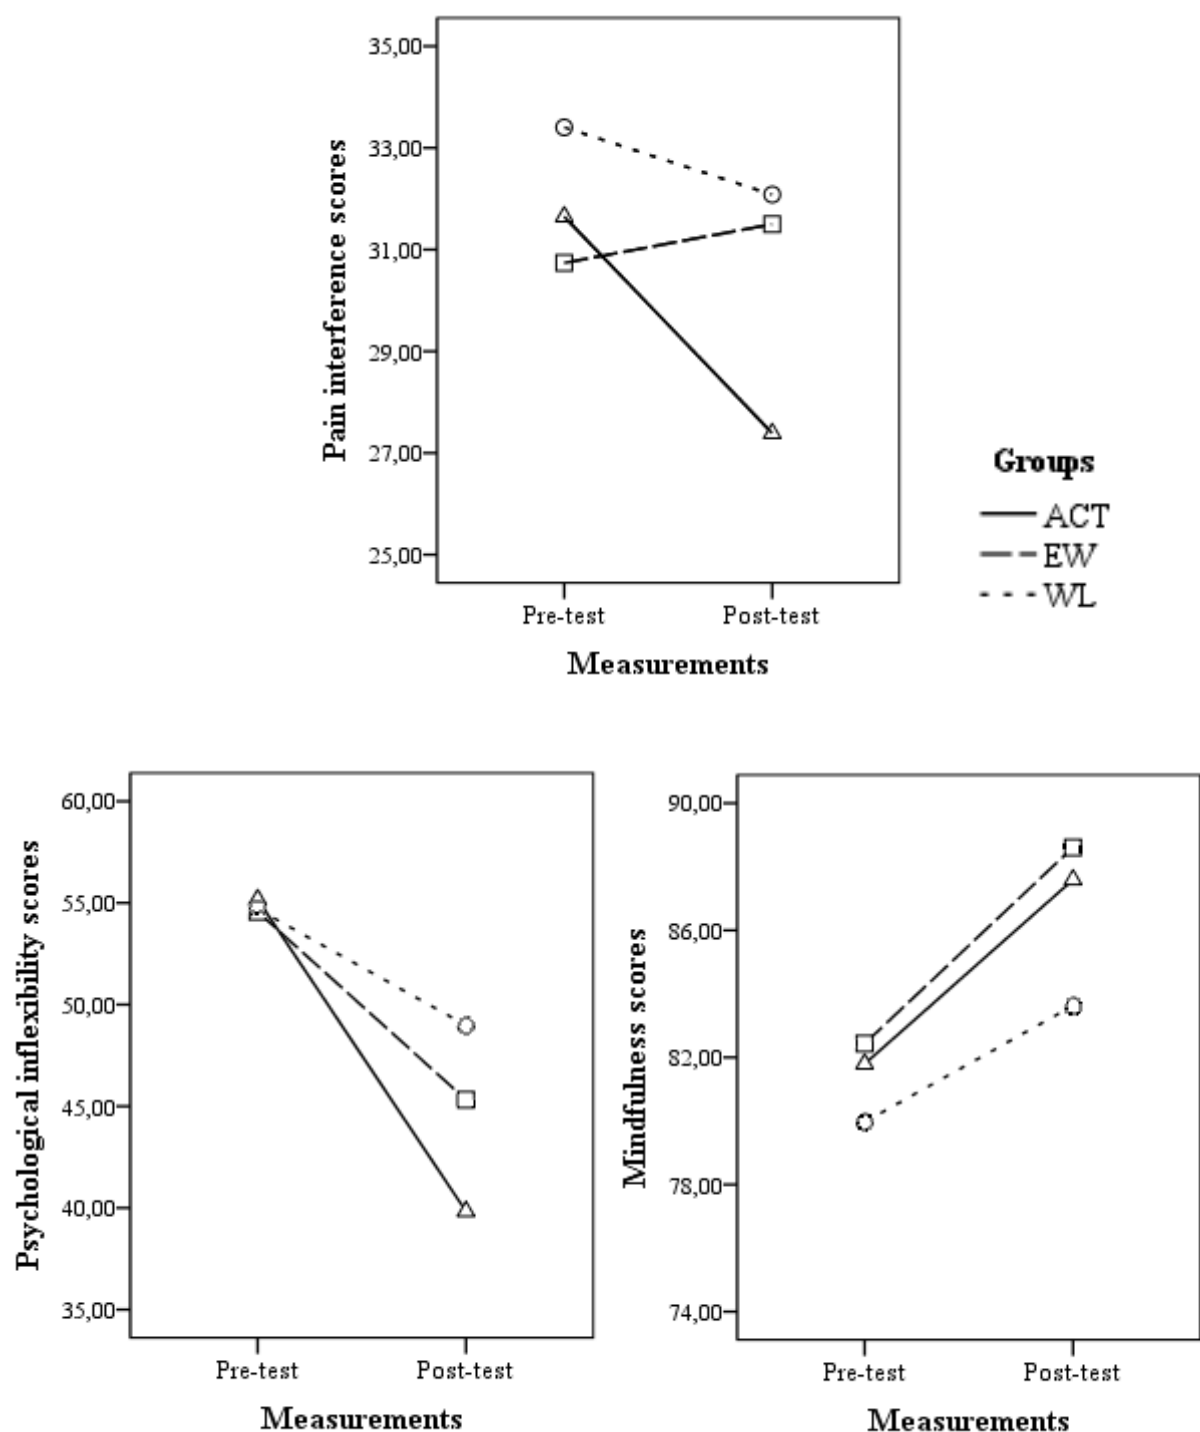 35,00
33,00
31,00
29,00
27,00
25,00
Pain interference scores
Pre-test
Post-test
Measurements
Groups
ACT
EW
WL
60,00
55,00
50,00
45,00
40,00
35,00
Psychological inflexibility scores
Pre-test
Post-test
Measurements
90,00
86,00
82,00
78,00
74,00
Mindfulness scores
Pre-test
Post-test
Measurements